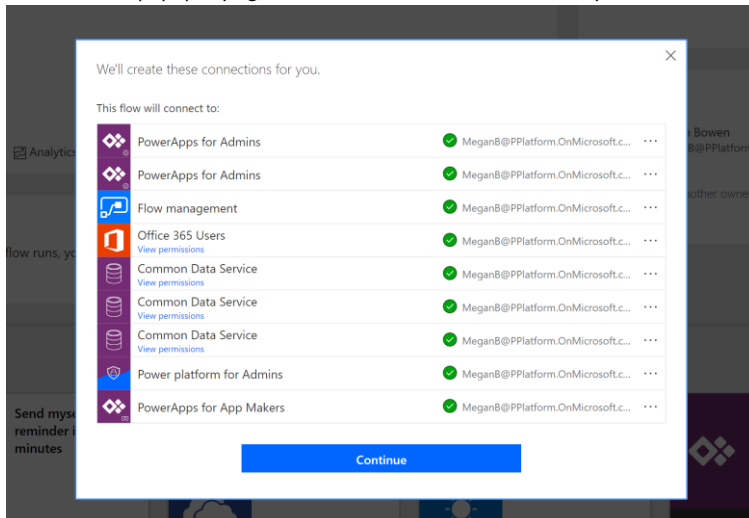 We'll create these connections for you.
This flow will connect to:
PowerApps for Admins MeganB@PPlatform.OnMicrosoft.c... ...
PowerApps for Admins MeganB@PPlatform.OnMicrosoft.c... ...
Flow management MeganB@PPlatform.OnMicrosoft.c... ...
Office 365 Users MeganB@PPlatform.OnMicrosoft.c... ...
View permissions
Common Data Service MeganB@PPlatform.OnMicrosoft.c... ...
View permissions
Common Data Service MeganB@PPlatform.OnMicrosoft.c... ...
View permissions
Common Data Service MeganB@PPlatform.OnMicrosoft.c... ...
View permissions
Power platform for Admins MeganB@PPlatform.OnMicrosoft.c... ...
PowerApps for App Makers MeganB@PPlatform.OnMicrosoft.c... ...
Continue
Analytics
flow runs, yo
Send myse
reminder i
minutes
Bowen
B@PPlatform
nother owne